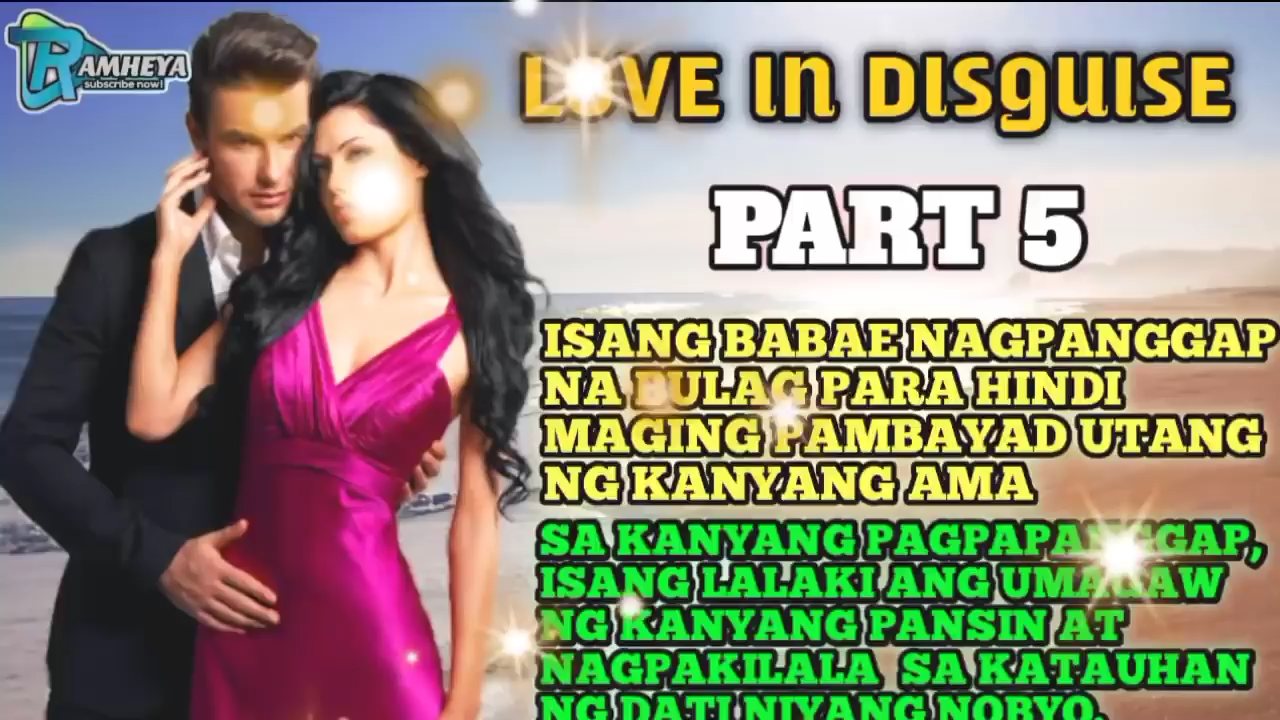 RAMHEYA
subscribe now!
LOVE IN DISGUISE
PART 5
ISANG BABAE NAGPANGGAP
NA BULAG PARA HINDI
MAGING PAMBAYAD UTANG
NG KANYANG AMA
SA KANYANG PAGPAPANGGAP,
ISANG LALAKI ANG UMAGAW
NG KANYANG PANSIN AT
NAGPAKILALA SA KATAUHAN
NG DATI NIYANG NOBYO.